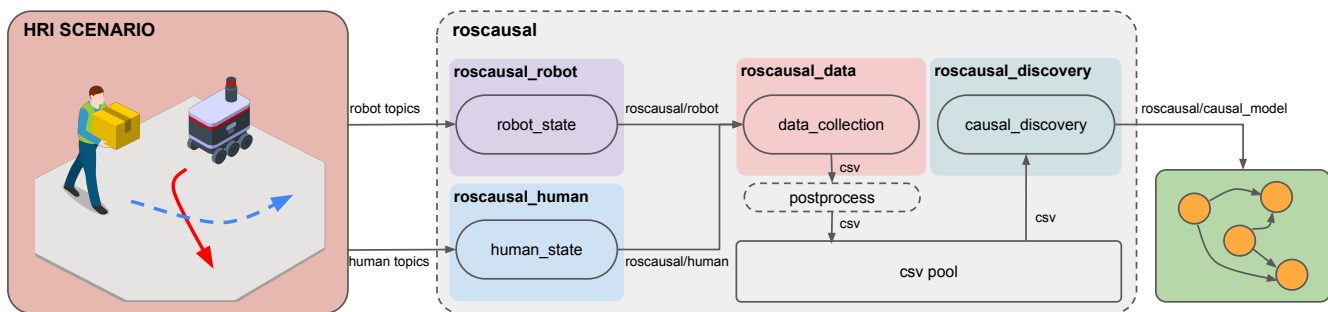 HRI SCENARIO
robot topics
human topics
roscausal
roscausal_robot
robot_state
roscausal_human
human_state
roscausal/robot
roscausal/human
roscausal_data
data_collection
csv
postprocess
csv
csv pool
roscausal_discovery
causal_discovery
csv
roscausal/causal_model